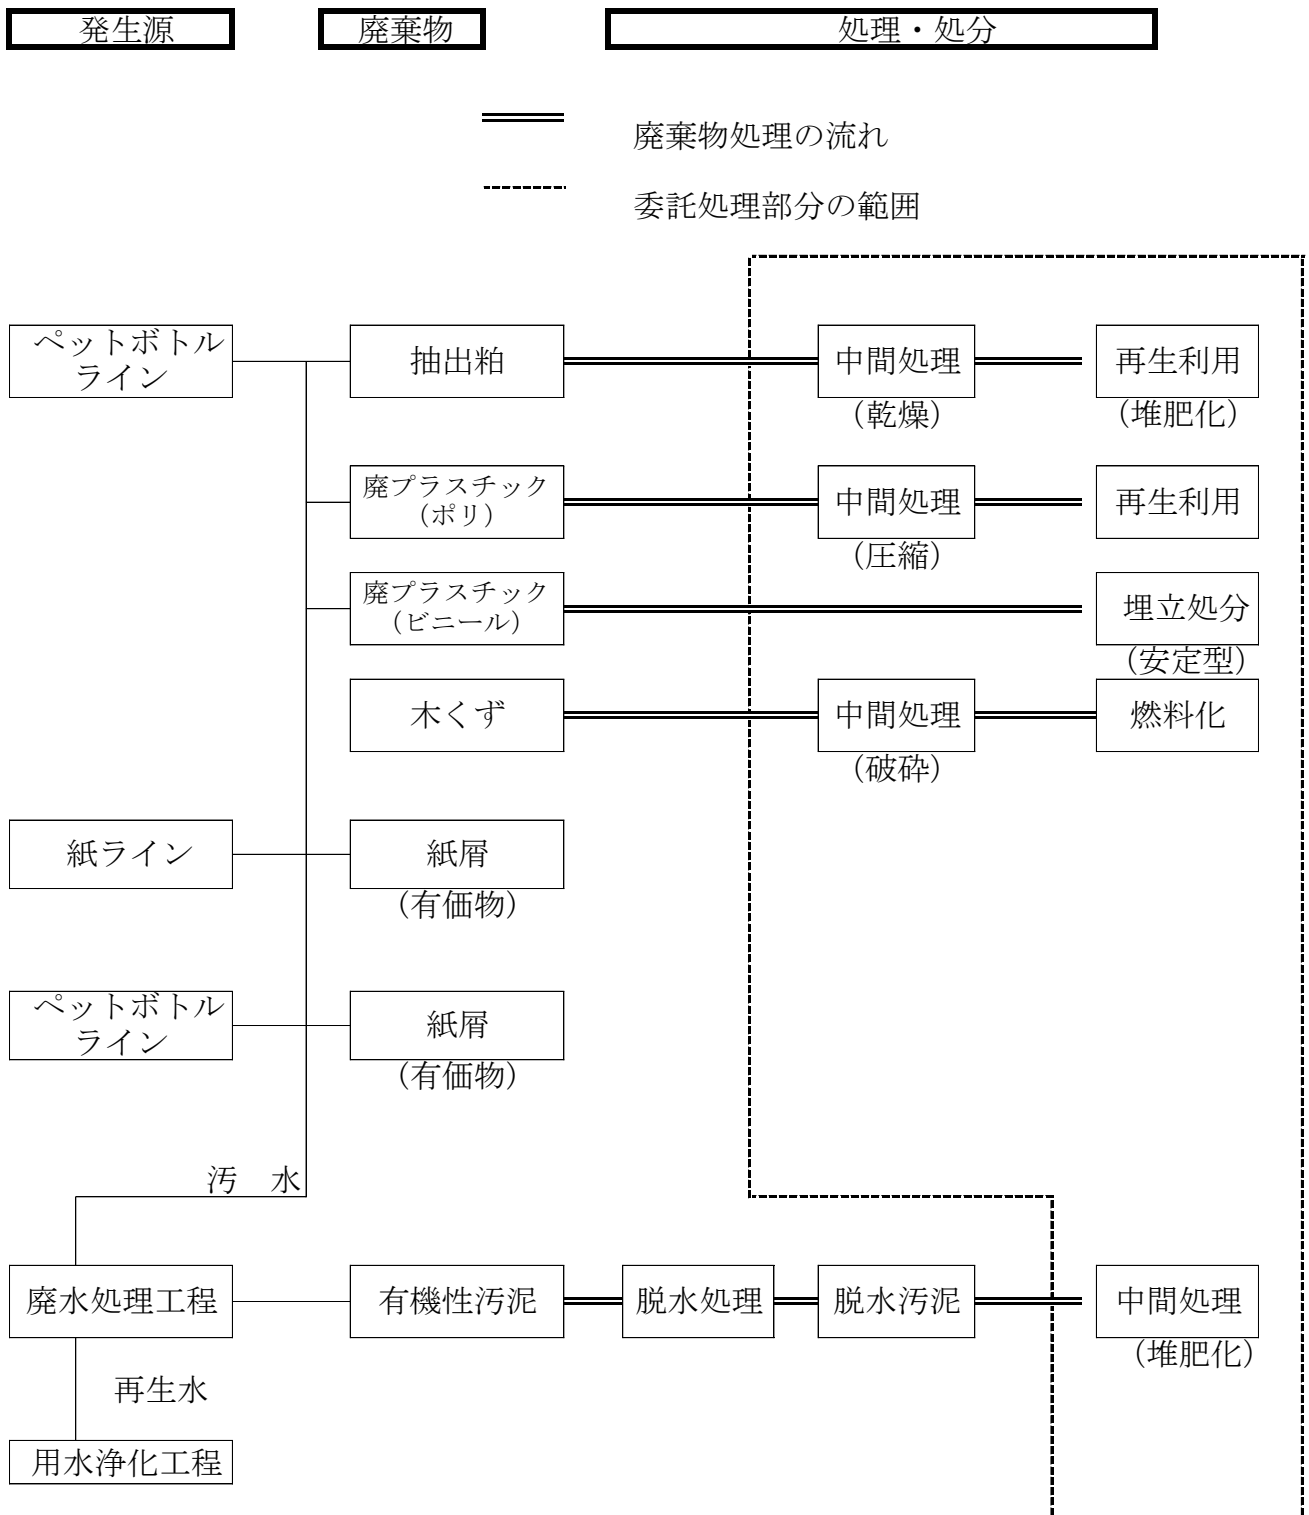 発生源
廃棄物
処理・処分
廃棄物処理の流れ
委託処理部分の範囲
ペットボトル
ライン
抽出粕
中間処理
(乾燥)
再生利用
(堆肥化)
廃プラスチック
(ポリ)
中間処理
(圧縮)
再生利用
廃プラスチック
(ビニール)
埋立処分
(安定型)
木くず
中間処理
(破砕)
燃料化
紙ライン
紙屑
(有価物)
ペットボトル
ライン
紙屑
(有価物)
汚　水
廃水処理工程
有機性汚泥
脱水処理
脱水汚泥
中間処理
(堆肥化)
再生水
用水浄化工程